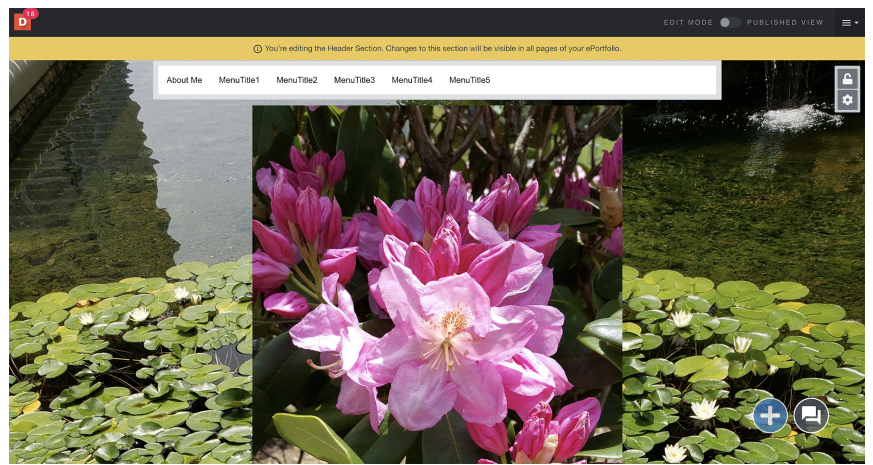 D 18
EDIT MODE PUBLISHED VIEW
You're editing the Header Section. Changes to this section will be visible in all pages of your ePortfolio.
About Me MenuTitle1 MenuTitle2 MenuTitle3 MenuTitle4 MenuTitle5